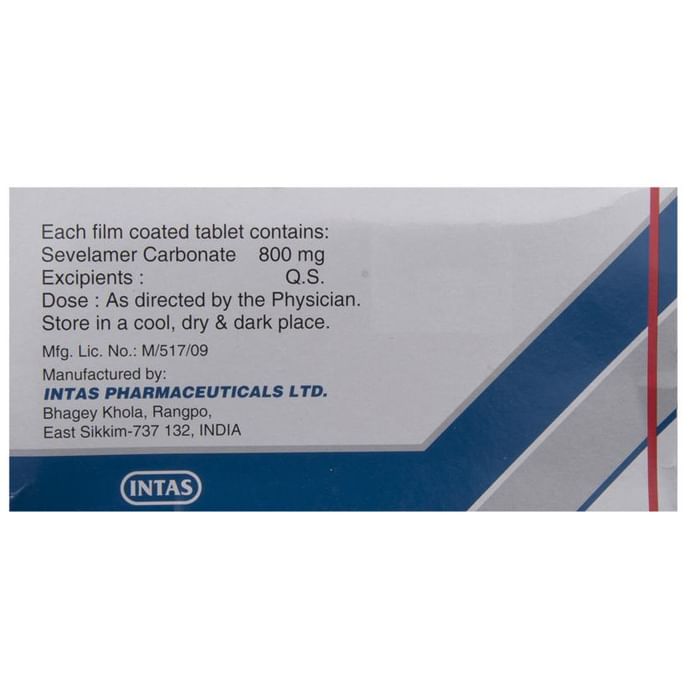 Each film coated tablet contains:
Sevelamer Carbonate 800 mg
Excipients : Q.S.
Dose : As directed by the Physician.
Store in a cool, dry & dark place.
Mfg. Lic. No.: M/517/09
Manufactured by:
INTAS PHARMACEUTICALS LTD.
Bhagey Khola, Rangpo,
East Sikkim-737 132, INDIA
INTAS